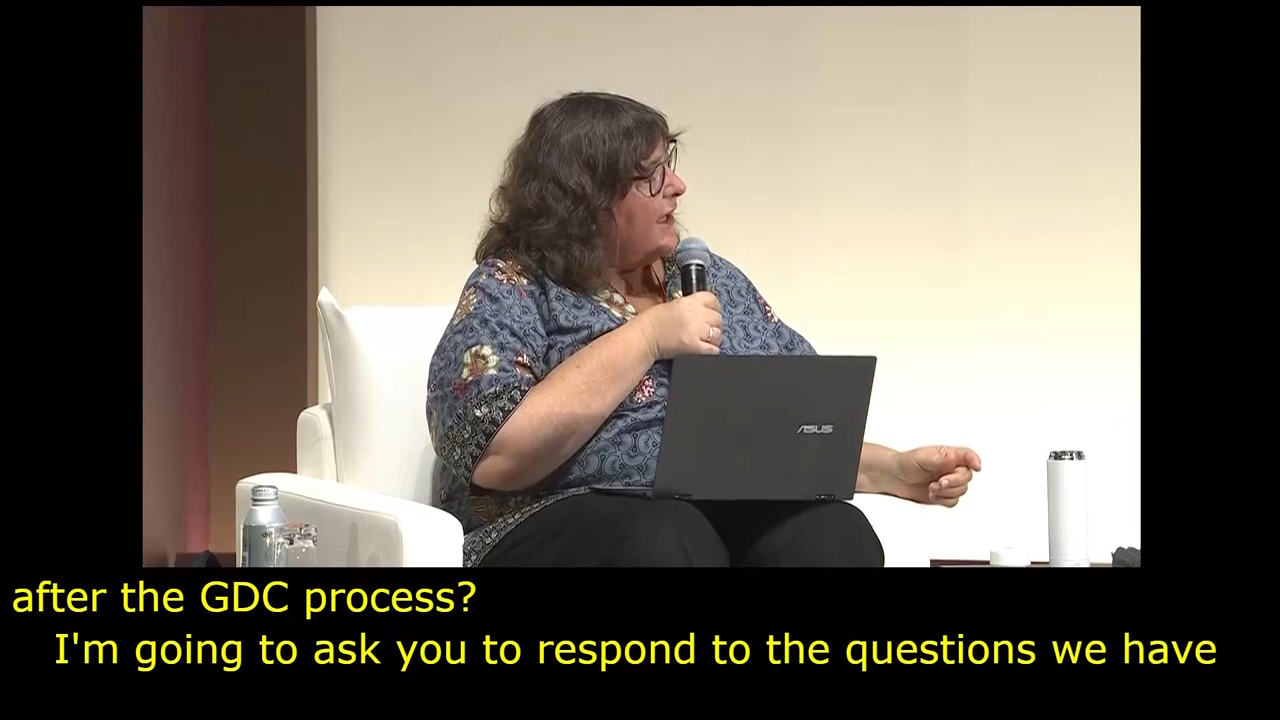 ASUS
after the GDC process?
I'm going to ask you to respond to the questions we have